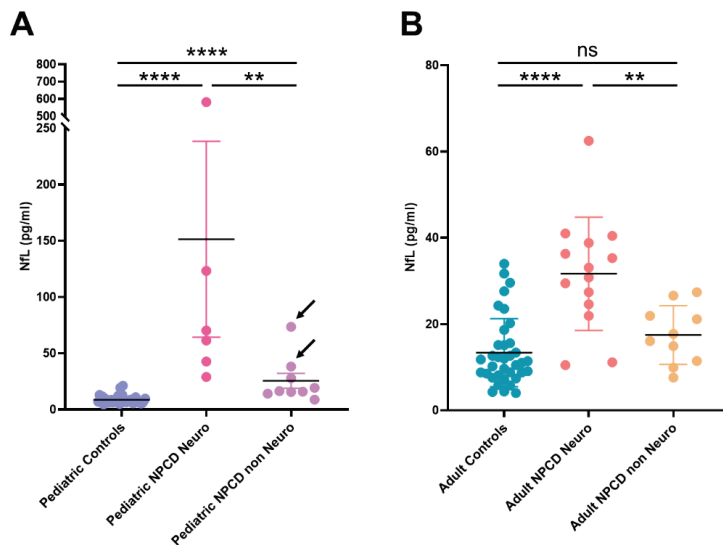 A
****
**** **
800
700
600
500
250
200
150
100
50
0
NfL (pg/ml)
Pediatric Controls
Pediatric NPCD Neuro
Pediatric NPCD non Neuro
B
ns
**** **
80
60
40
20
0
NfL (pg/ml)
Adult Controls
Adult NPCD Neuro
Adult NPCD non Neuro